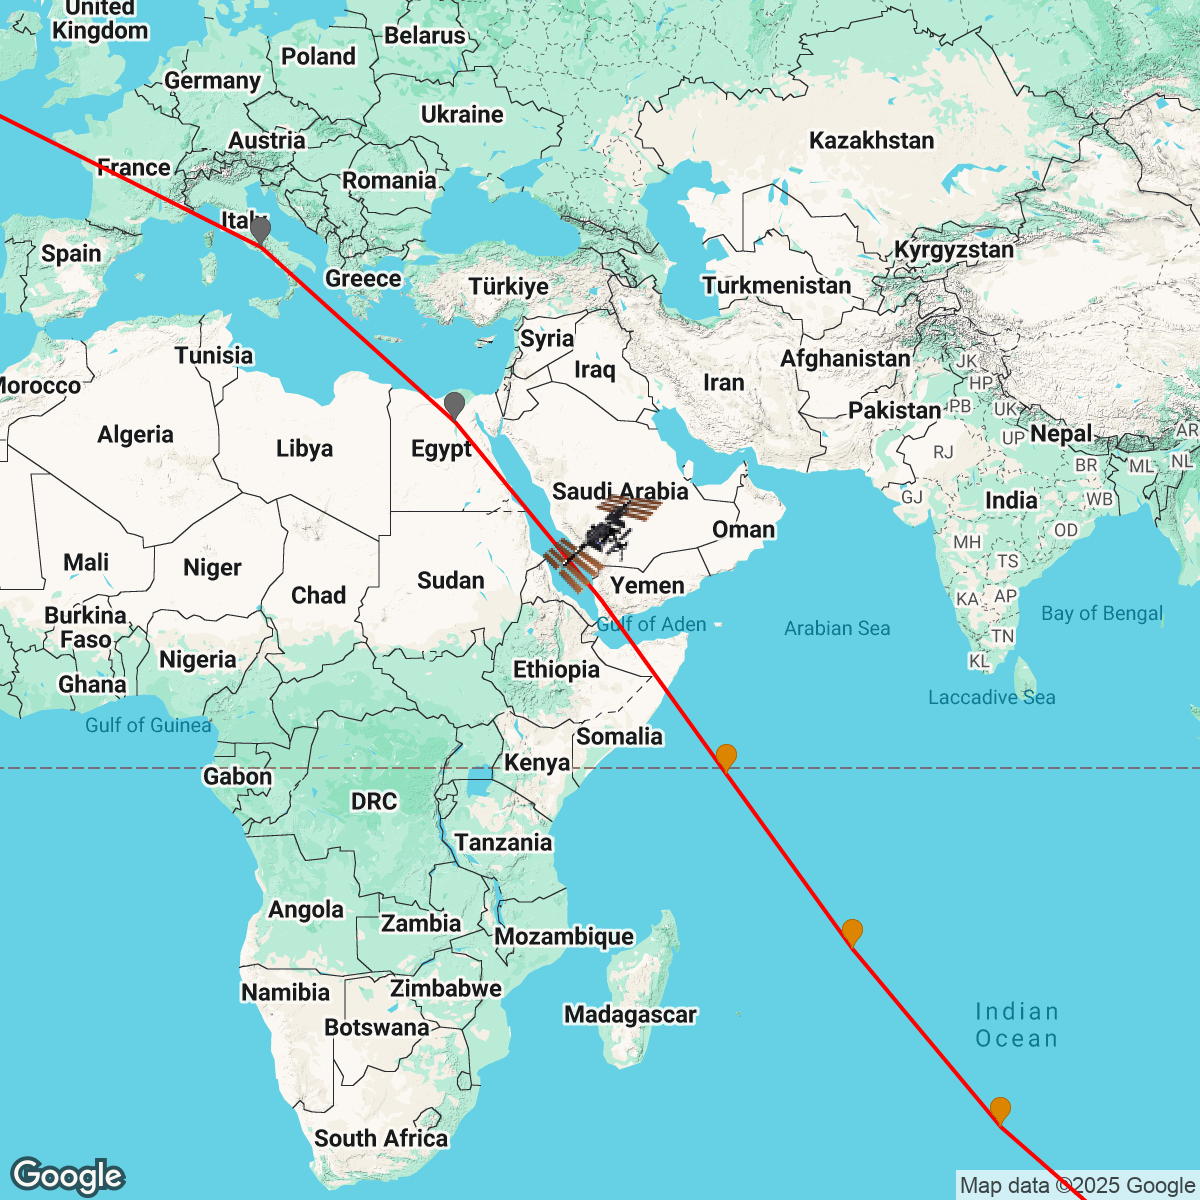 United
Kingdom
Belarus
Poland
Germany
Ukraine
Austria
Kazakhstan
France
Romania
Italy
Spain
Kyrgyzstan
Greece
Türkiye
Turkmenistan
Syria
Tunisia
Afghanistan
JK
Iraq
Morocco
Iran
HP
Pakistan
PB
UK
Algeria
Nepal
AR
Libya
Egypt
UP
RJ
BR
ML
NL
Saudi Arabia
GJ
India
WB
Oman
OD
MH
Mali
Niger
TS
Sudan
Yemen
Chad
KA
AP
Burkina
Faso
Bay of Bengal
Gulf of Aden
Arabian Sea
TN
Nigeria
KL
Ethiopia
Ghana
Laccadive Sea
Gulf of Guinea
Somalia
Kenya
Gabon
DRC
Tanzania
Angola
Zambia
Mozambique
Zimbabwe
Namibia
Madagascar
Indian
Ocean
Botswana
South Africa
Google
Map data ©2025 Google